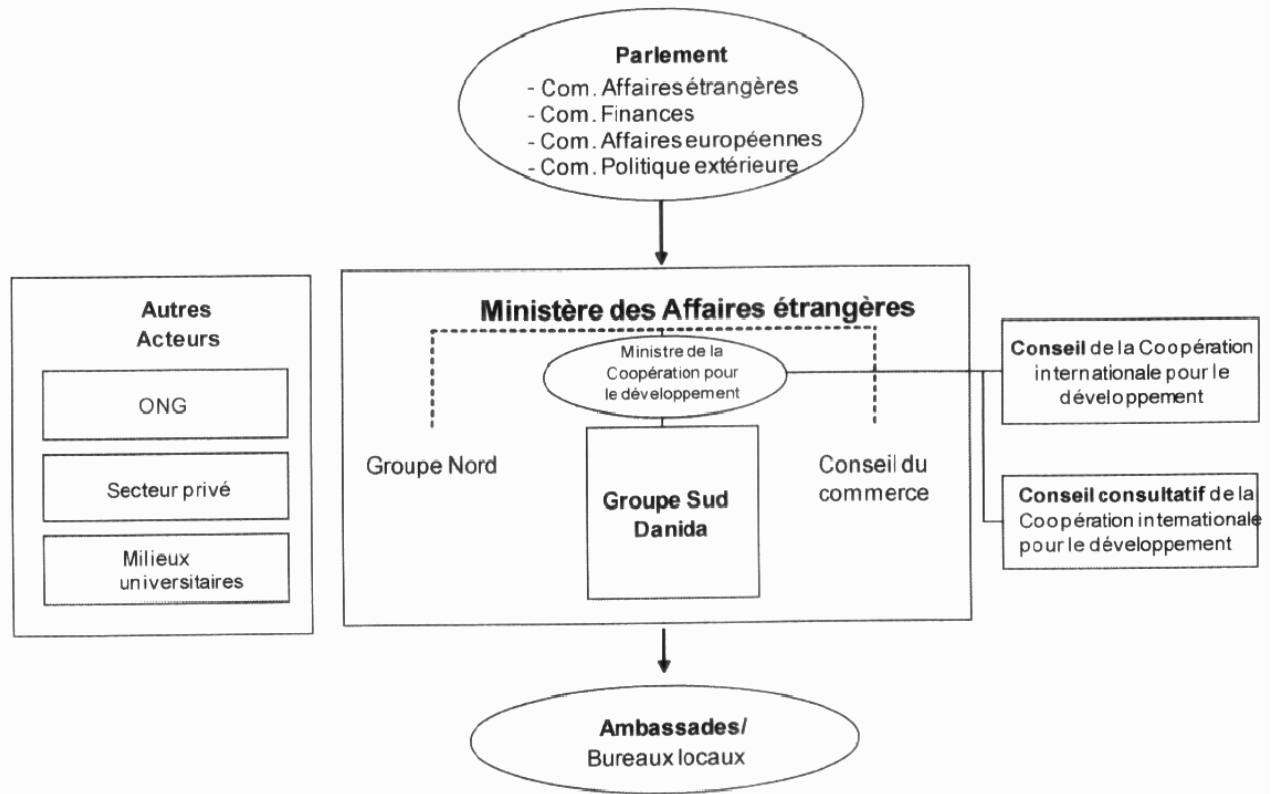 Parlement
- Com. Affaires étrangères
- Com. Finances
- Com. Affaires européennes
- Com. Politique extérieure
Autres
Acteurs
ONG
Secteur privé
Milieux
universitaires
Ministère des Affaires étrangères
Ministre de la
Coopération pour
le développement
Groupe Nord
Groupe Sud
Danida
Conseil du
commerce
Conseil de la Coopération
internationale pour le
développement
Conseil consultatif de la
Coopération internationale
pour le développement
Ambassades/
Bureaux locaux